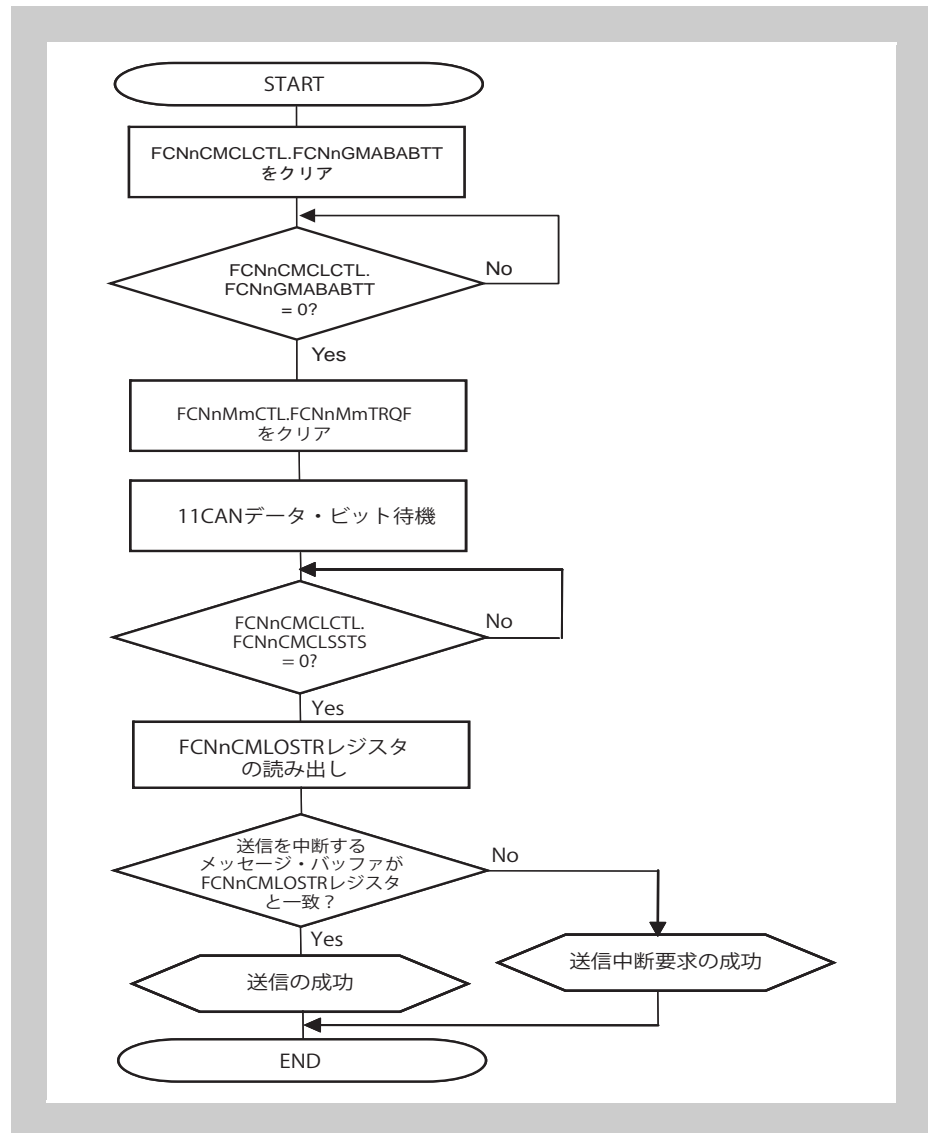 START
FCNnCMCLCTL.FCNnGMABABTT
をクリア
FCNnCMCLCTL.
FCNnGMABABTT
= 0?
No
Yes
FCNnMmCTL.FCNnMmTRQF
をクリア
11CANデータ・ビット待機
FCNnCMCLCTL.
FCNnCMCLSSTS
= 0?
No
Yes
FCNnCMLOSTRレジスタ
の読み出し
送信を中断する
メッセージ・バッファが
FCNnCMLOSTRレジスタ
と一致？
No
Yes
送信の成功
送信中断要求の成功
END